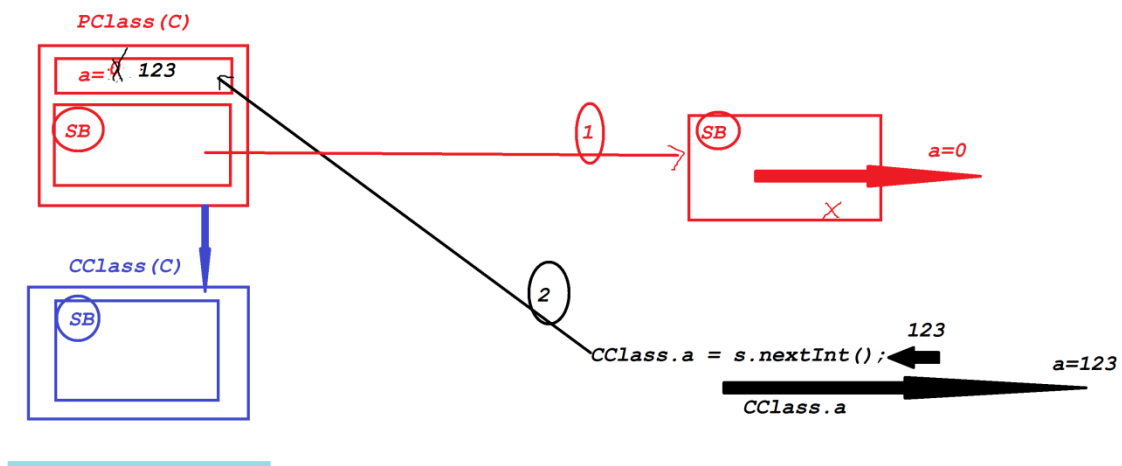 PClass(C)
a=0 123
SB
1
SB
a=0
x
CClass(C)
SB
2
123
CClass.a = s.nextInt();
a=123
CClass.a